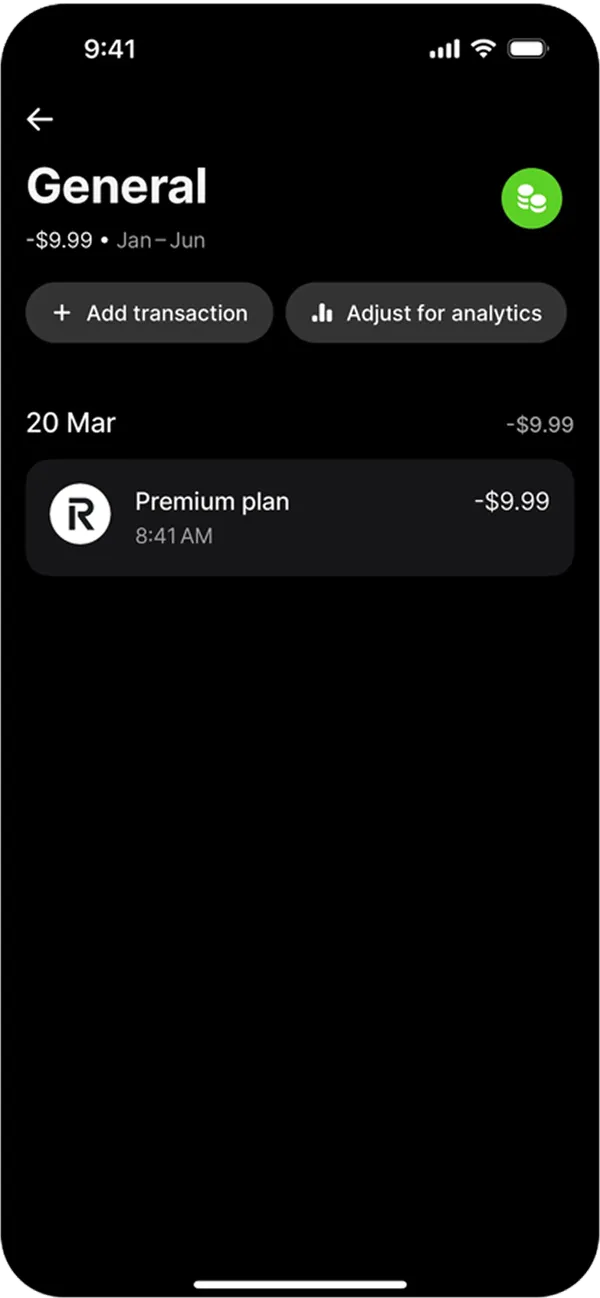 9:41
General
-$9.99 • Jan – Jun
+ Add transaction
Adjust for analytics
20 Mar
-$9.99
Premium plan
-$9.99
8:41 AM